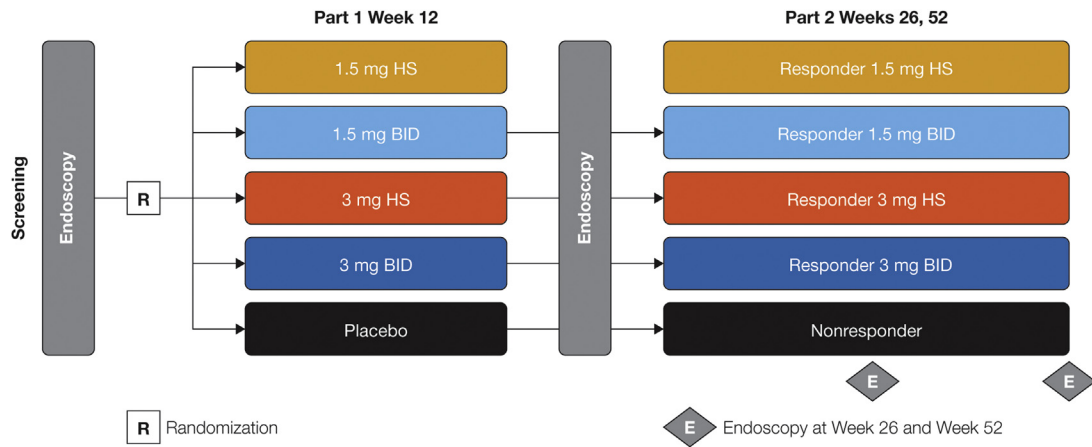 Part 1 Week 12
Part 2 Weeks 26, 52
Screening
Endoscopy
R
1.5 mg HS
1.5 mg BID
3 mg HS
3 mg BID
Placebo
Endoscopy
Responder 1.5 mg HS
Responder 1.5 mg BID
Responder 3 mg HS
Responder 3 mg BID
Nonresponder
E
E
R Randomization
E Endoscopy at Week 26 and Week 52